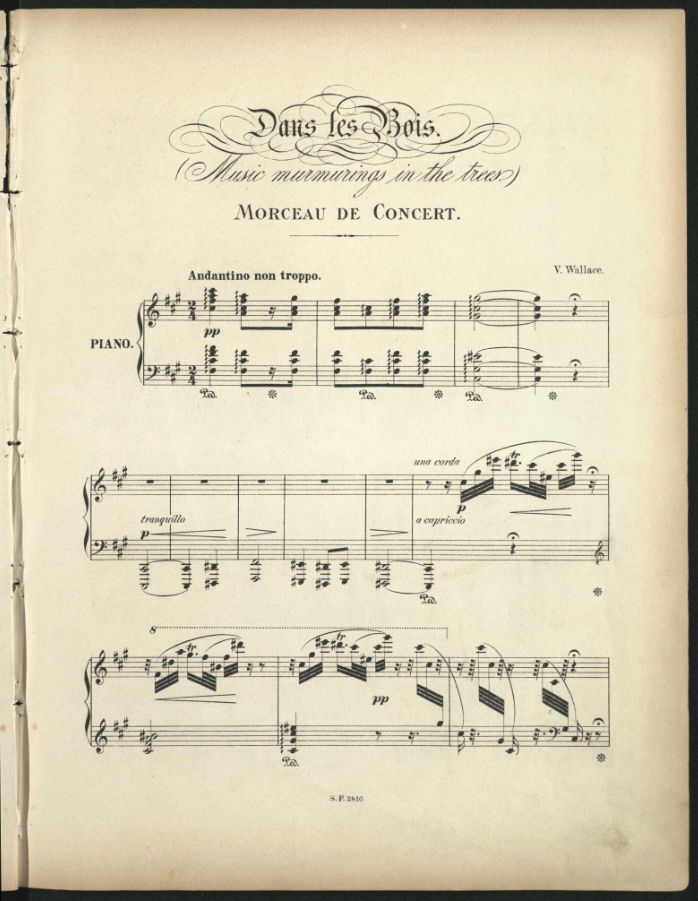 Dans les Bois.
(Music murmurings in the trees)
MORCEAU DE CONCERT.
V. Wallace.
Andantino non troppo.
PIANO.
pp
Ped.
Ped.
Ped.
una corda
tranquillo
p
p
a capriccio
tr
Ped.
8
tr
tr
pp
Ped.
S. F. 2810